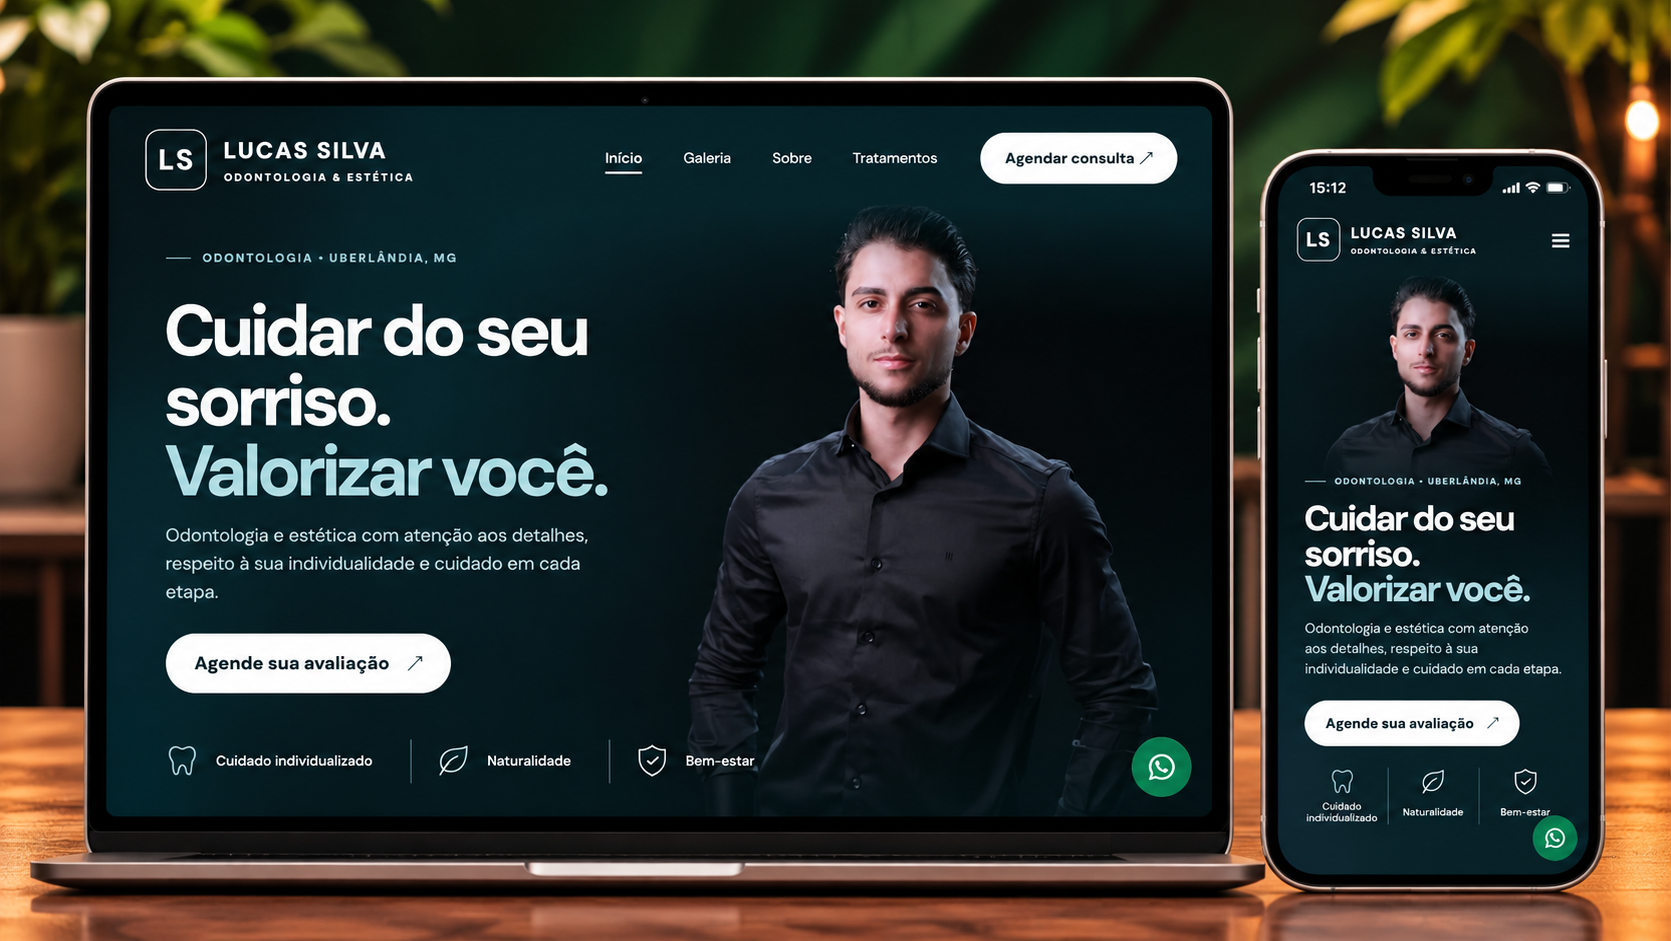 LS
LUCAS SILVA
ODONTOLOGIA & ESTÉTICA
Início
Galeria
Sobre
Tratamentos
Agendar consulta
ODONTOLOGIA • UBERLÂNDIA, MG
Cuidar do seu
sorriso.
Valorizar você.
Odontologia e estética com atenção aos detalhes,
respeito à sua individualidade e cuidado em cada
etapa.
Agende sua avaliação
Cuidado individualizado
Naturalidade
Bem-estar
15:12
LS
LUCAS SILVA
ODONTOLOGIA & ESTÉTICA
ODONTOLOGIA • UBERLÂNDIA, MG
Cuidar do seu
sorriso.
Valorizar você.
Odontologia e estética com atenção
aos detalhes, respeito à sua
individualidade e cuidado em cada etapa.
Agende sua avaliação
Cuidado
individualizado
Naturalidade
Bem-estar